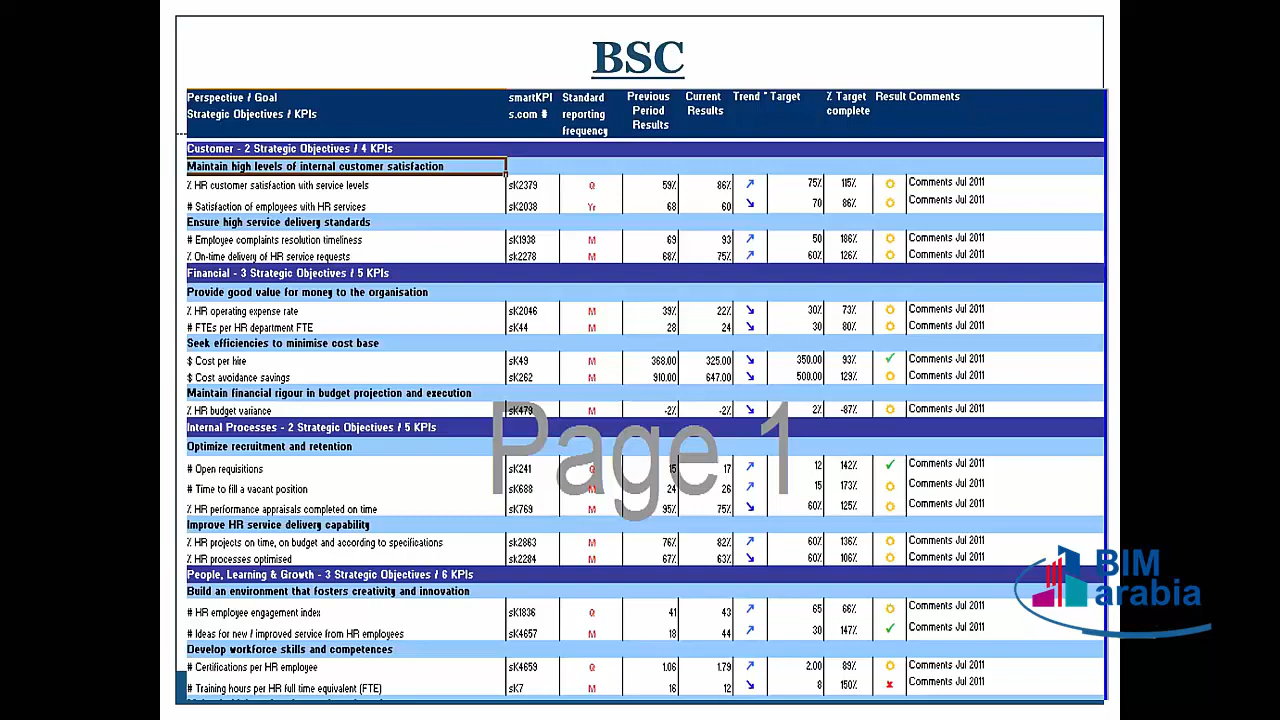 BSC
Perspective / Goal
Strategic Objectives / KPIs
smartKPI
s.com #
Standard
reporting
frequency
Previous
Period
Results
Current
Results
Trend * Target
% Target
complete
Result Comments
Customer - 2 Strategic Objectives / 4 KPIs
Maintain high levels of internal customer satisfaction
% HR customer satisfaction with service levels sK2379 Q 59% 86% ↗ 75% 115% Comments Jul 2011
# Satisfaction of employees with HR services sK2038 Yr 68 60 ↘ 70 86% Comments Jul 2011
Ensure high service delivery standards
# Employee complaints resolution timeliness sK1938 M 69 93 ↗ 50 186% Comments Jul 2011
% On-time delivery of HR service requests sk2278 M 68% 75% ↗ 60% 126% Comments Jul 2011
Financial - 3 Strategic Objectives / 5 KPIs
Provide good value for money to the organisation
% HR operating expense rate sK2046 M 39% 22% ↘ 30% 73% Comments Jul 2011
# FTEs per HR department FTE sK44 M 28 24 ↘ 30 80% Comments Jul 2011
Seek efficiencies to minimise cost base
$ Cost per hire sK49 M 368.00 325.00 ↘ 350.00 93% ✓ Comments Jul 2011
$ Cost avoidance savings sK262 M 910.00 647.00 ↘ 500.00 129% Comments Jul 2011
Maintain financial rigour in budget projection and execution
% HR budget variance sK479 M -2% -2% ↘ 2% -87% Comments Jul 2011
Internal Processes - 2 Strategic Objectives / 5 KPIs
Optimize recruitment and retention
# Open requisitions sK241 Q 15 17 ↗ 12 142% ✓ Comments Jul 2011
# Time to fill a vacant position sK688 M 24 26 ↗ 15 173% Comments Jul 2011
% HR performance appraisals completed on time sK769 M 95% 75% ↘ 60% 125% Comments Jul 2011
Improve HR service delivery capability
% HR projects on time, on budget and according to specifications sk2863 M 76% 82% ↗ 60% 136% Comments Jul 2011
% HR processes optimised sk2284 M 67% 63% ↘ 60% 106% Comments Jul 2011
People, Learning & Growth - 3 Strategic Objectives / 6 KPIs
Build an environment that fosters creativity and innovation
# HR employee engagement index sK1836 Q 41 43 ↗ 65 66% Comments Jul 2011
# Ideas for new / improved service from HR employees sK4657 M 18 44 ↗ 30 147% ✓ Comments Jul 2011
Develop workforce skills and competences
# Certifications per HR employee sK4659 Q 1.06 1.79 ↗ 2.00 89% Comments Jul 2011
# Training hours per HR full time equivalent (FTE) sK7 M 16 12 ↘ 8 150% ✗ Comments Jul 2011
Page 1
BIM
arabia